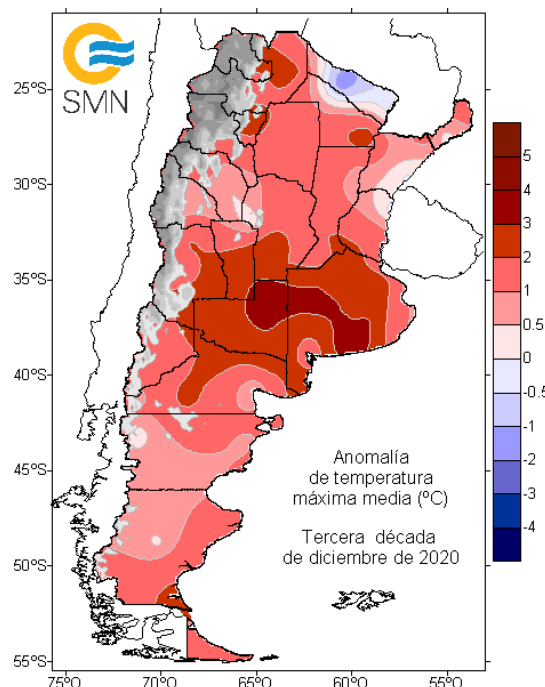 SMN
25°S
30°S
35°S
40°S
45°S
50°S
55°S
75°O
70°O
65°O
60°O
55°O
5
4
3
2
1
0.5
0
-0.5
-1
-2
-3
-4
Anomalía
de temperatura
máxima media (ºC)
Tercera década
de diciembre de 2020